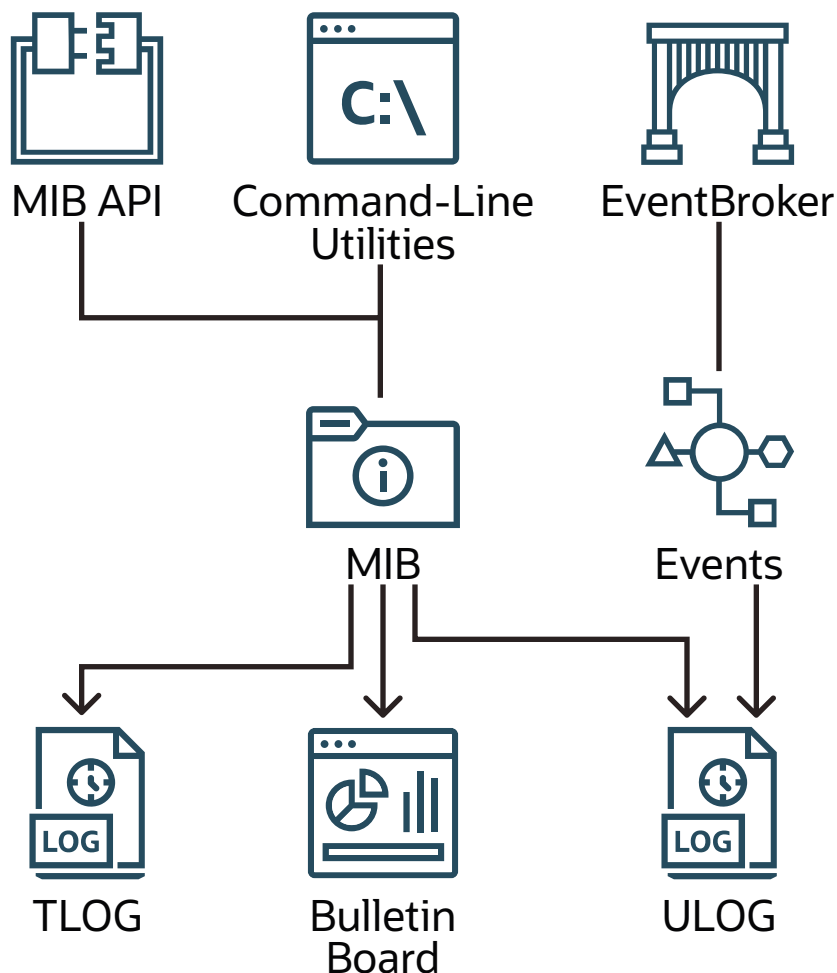 C:\
MIB API
Command-Line
Utilities
EventBroker
MIB
Events
LOG
LOG
TLOG
Bulletin
Board
ULOG